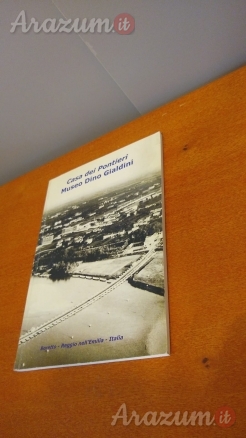 Arazum.it
Casa dei Pontieri
Museo Dino Gialdini
Boretto - Reggio nell'Emilia - Italia
Arazum.it